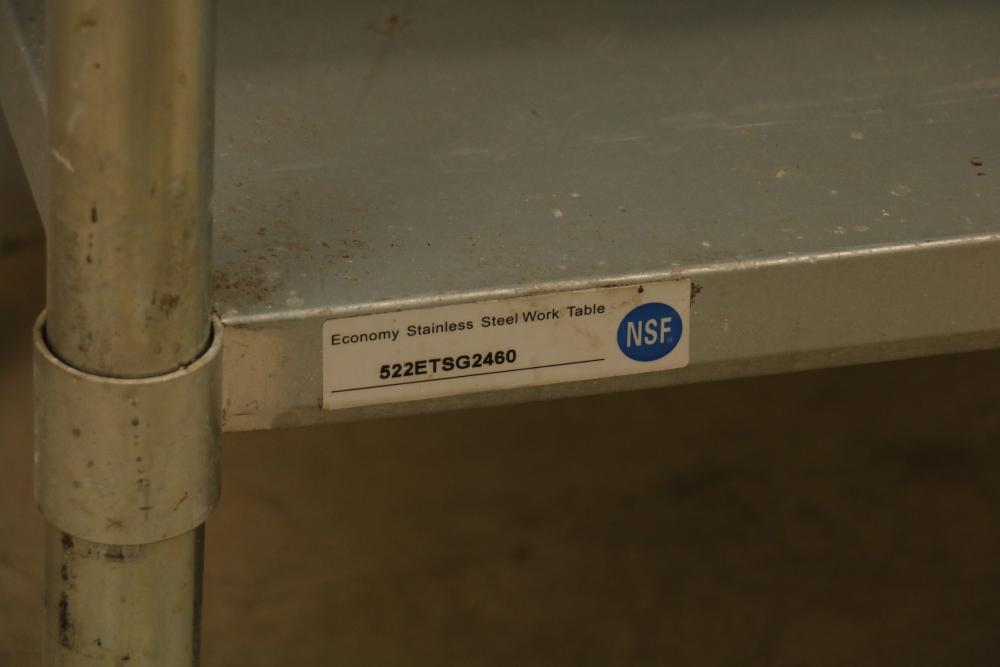 Economy Stainless Steel Work Table
522ETSG2460
NSF